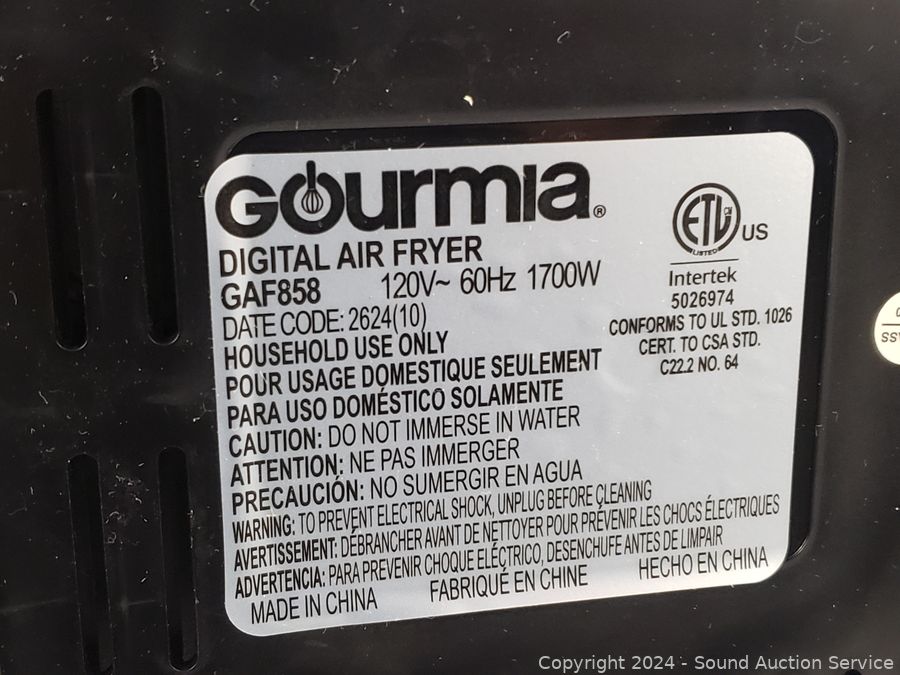 Gourmia®
DIGITAL AIR FRYER
GAF858 120V~ 60Hz 1700W
DATE CODE: 2624(10)
HOUSEHOLD USE ONLY
POUR USAGE DOMESTIQUE SEULEMENT
PARA USO DOMÉSTICO SOLAMENTE
CAUTION: DO NOT IMMERSE IN WATER
ATTENTION: NE PAS IMMERGER
PRECAUCIÓN: NO SUMERGIR EN AGUA
WARNING: TO PREVENT ELECTRICAL SHOCK, UNPLUG BEFORE CLEANING
AVERTISSEMENT: DÉBRANCHER AVANT DE NETTOYER POUR PRÉVENIR LES CHOCS ÉLECTRIQUES
ADVERTENCIA: PARA PREVENIR CHOQUE ELÉCTRICO, DESENCHUFE ANTES DE LIMPAIR
MADE IN CHINA FABRIQUÉ EN CHINE HECHO EN CHINA
ETL CM US
LISTED
Intertek
5026974
CONFORMS TO UL STD. 1026
CERT. TO CSA STD.
C22.2 NO. 64
Copyright 2024 - Sound Auction Service